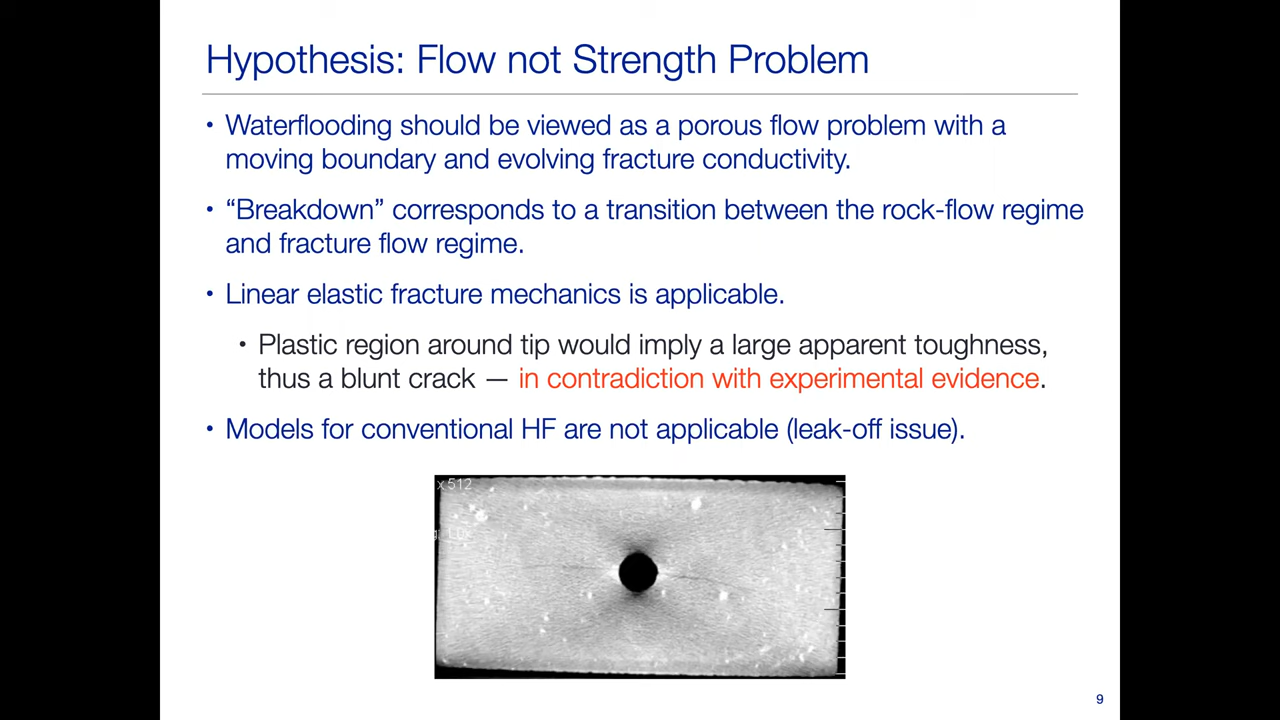 Hypothesis: Flow not Strength Problem
• Waterflooding should be viewed as a porous flow problem with a
moving boundary and evolving fracture conductivity.
• “Breakdown” corresponds to a transition between the rock-flow regime
and fracture flow regime.
• Linear elastic fracture mechanics is applicable.
• Plastic region around tip would imply a large apparent toughness,
thus a blunt crack — in contradiction with experimental evidence.
• Models for conventional HF are not applicable (leak-off issue).
x 512
9